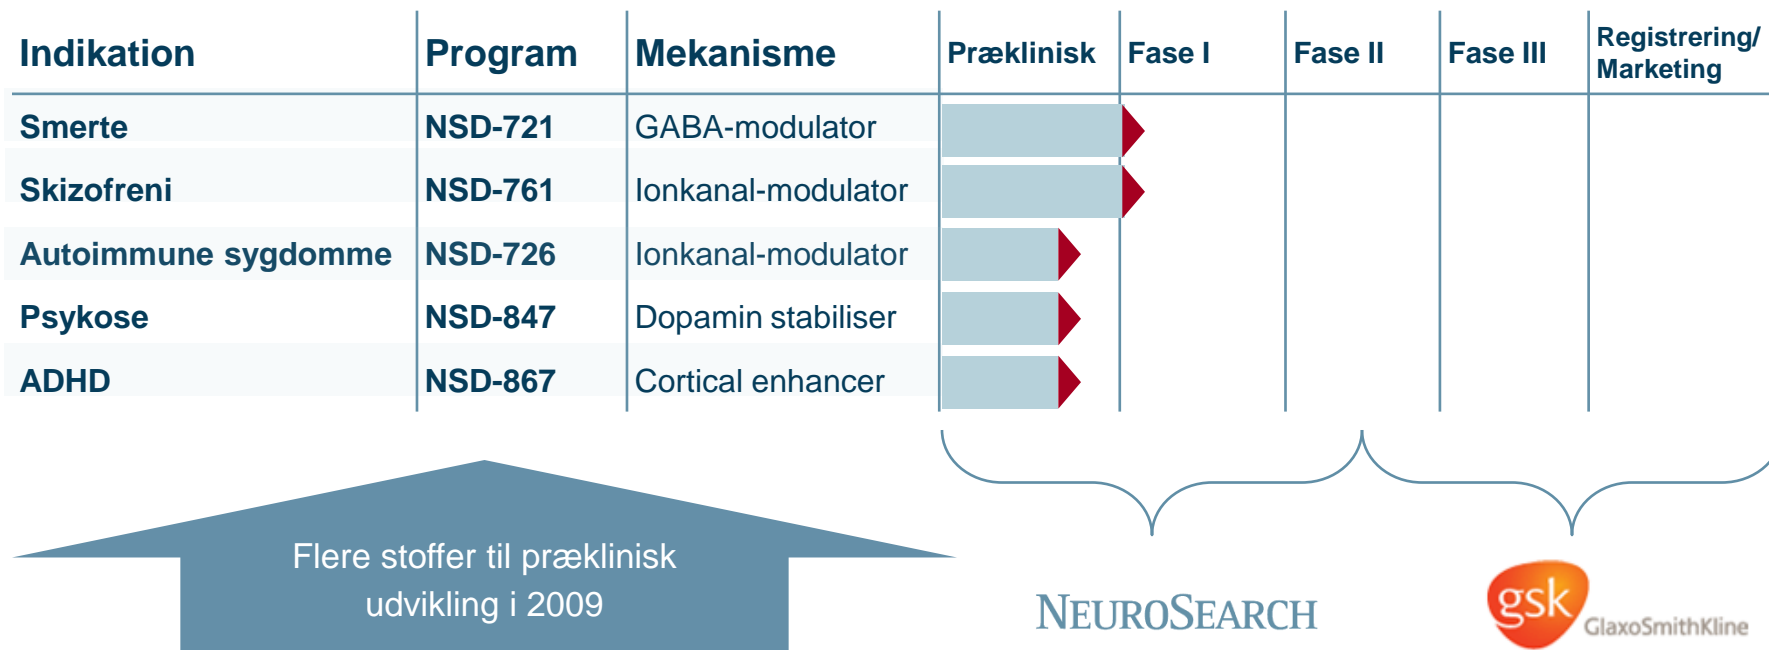 Indikation Program Mekanisme Præklinisk Fase I Fase II Fase III Registrering/
Marketing
Smerte NSD-721 GABA-modulator
Skizofreni NSD-761 Ionkanal-modulator
Autoimmune sygdomme NSD-726 Ionkanal-modulator
Psykose NSD-847 Dopamin stabiliser
ADHD NSD-867 Cortical enhancer
Flere stoffer til præklinisk
udvikling i 2009
NEUROSEARCH
gsk
GlaxoSmithKline